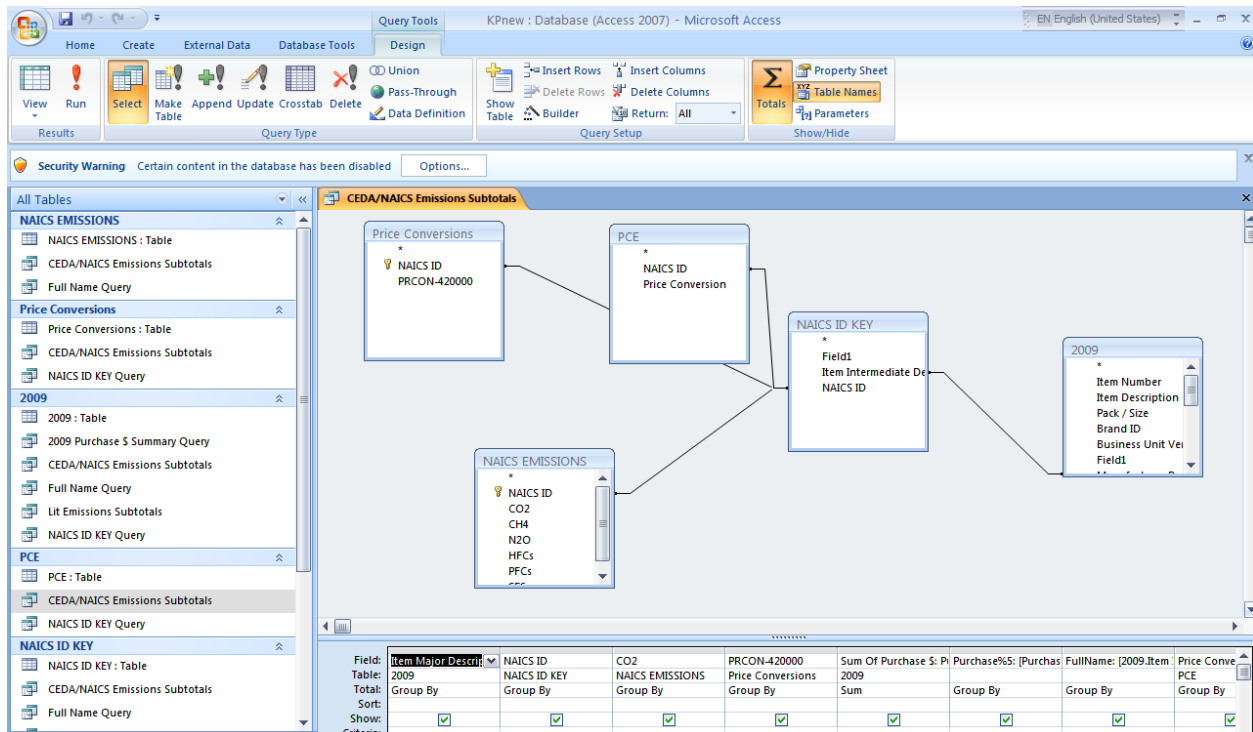 Query Tools
KPnew : Database (Access 2007) - Microsoft Access
EN English (United States)
Home Create External Data Database Tools Design
View
Run
Results
Select
Make Table
Append
Update
Crosstab
Delete
Union
Pass-Through
Data Definition
Query Type
Show Table
Insert Rows
Delete Rows
Builder
Insert Columns
Delete Columns
Return: All
Query Setup
Totals
Property Sheet
XYZ Table Names
[?] Parameters
Show/Hide
Security Warning Certain content in the database has been disabled Options...
All Tables
NAICS EMISSIONS
NAICS EMISSIONS : Table
CEDA/NAICS Emissions Subtotals
Full Name Query
Price Conversions
Price Conversions : Table
CEDA/NAICS Emissions Subtotals
NAICS ID KEY Query
2009
2009 : Table
2009 Purchase $ Summary Query
CEDA/NAICS Emissions Subtotals
Full Name Query
Lit Emissions Subtotals
NAICS ID KEY Query
PCE
PCE : Table
CEDA/NAICS Emissions Subtotals
NAICS ID KEY Query
NAICS ID KEY
NAICS ID KEY : Table
CEDA/NAICS Emissions Subtotals
Full Name Query
CEDA/NAICS Emissions Subtotals
Price Conversions
*
NAICS ID
PRCON-420000
PCE
*
NAICS ID
Price Conversion
NAICS ID KEY
*
Field1
Item Intermediate De
NAICS ID
2009
*
Item Number
Item Description
Pack / Size
Brand ID
Business Unit Ver
Field1
NAICS EMISSIONS
*
NAICS ID
CO2
CH4
N2O
HFCs
PFCs
Field: Item Major Descrip NAICS ID CO2 PRCON-420000 Sum Of Purchase $: Pu Purchase%5: [Purchas FullName: [2009.Item Price Conve
Table: 2009 NAICS ID KEY NAICS EMISSIONS Price Conversions 2009 PCE
Total: Group By Group By Group By Group By Sum Group By Group By Group By
Sort:
Show:
Criteria: